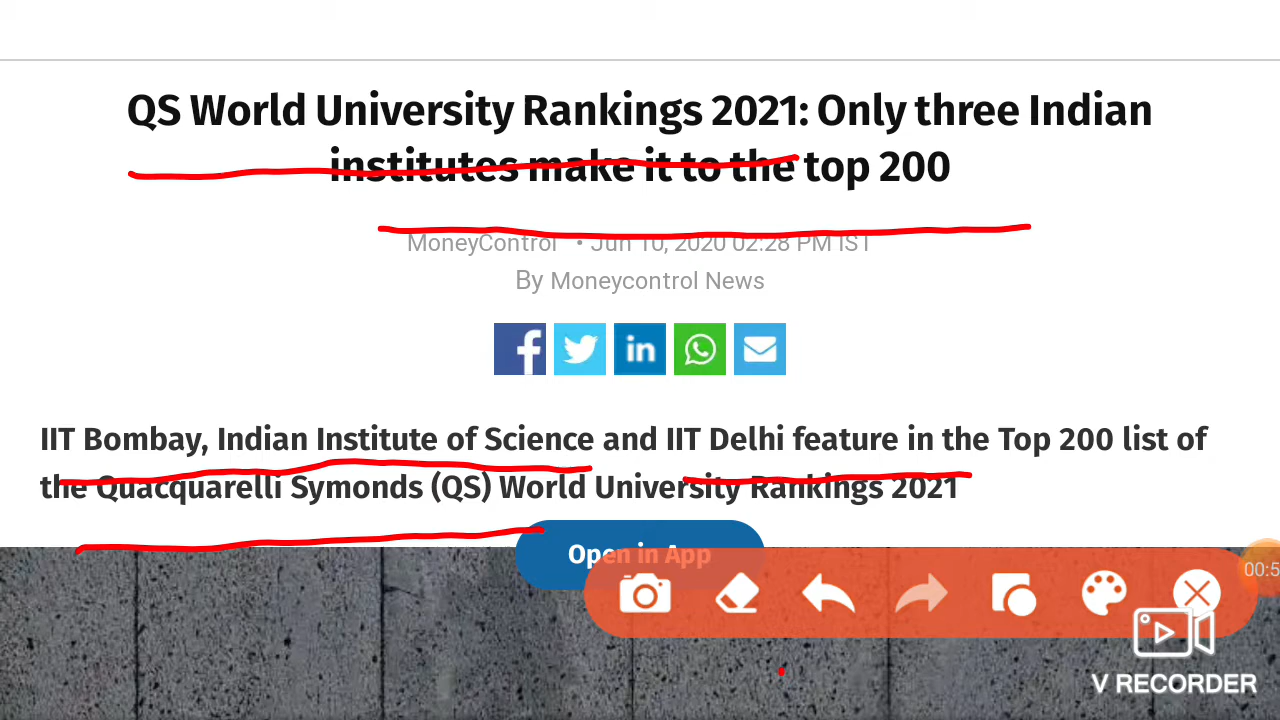 QS World University Rankings 2021: Only three Indian
institutes make it to the top 200
MoneyControl • Jun 10, 2020 02:28 PM IST
By Moneycontrol News
IIT Bombay, Indian Institute of Science and IIT Delhi feature in the Top 200 list of
the Quacquarelli Symonds (QS) World University Rankings 2021
Open in App
00:5
V RECORDER